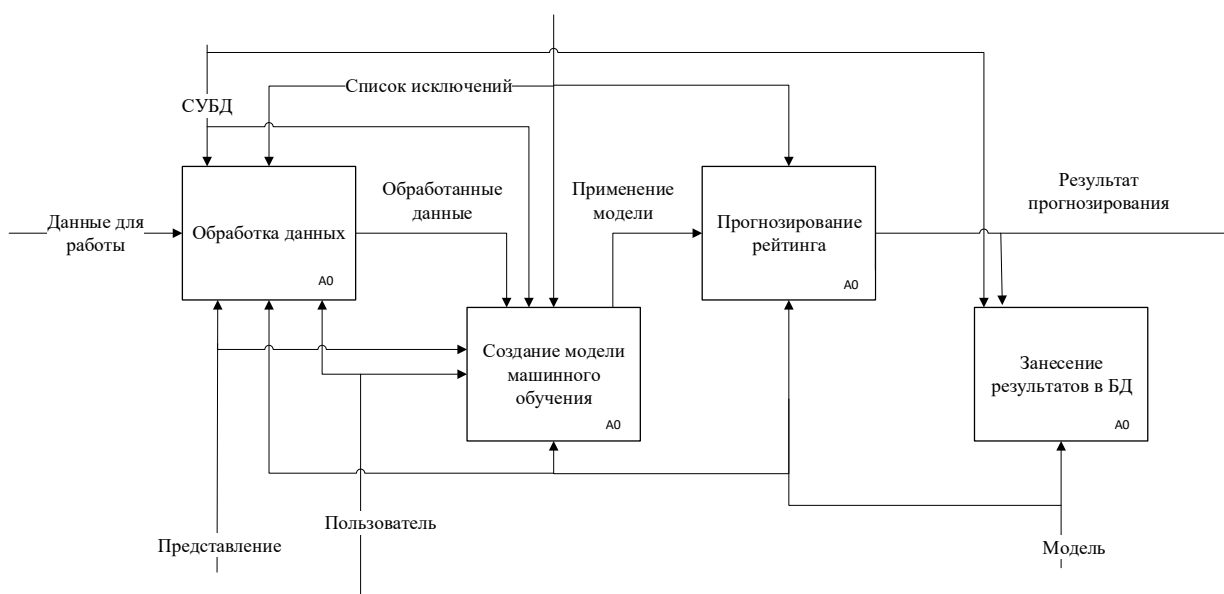 Список исключений
СУБД
Данные для
работы
Обработка данных
A0
Обработанные
данные
Применение
модели
Прогнозирование
рейтинга
A0
Результат
прогнозирования
Создание модели
машинного
обучения
A0
Занесение
результатов в БД
A0
Представление
Пользователь
Модель